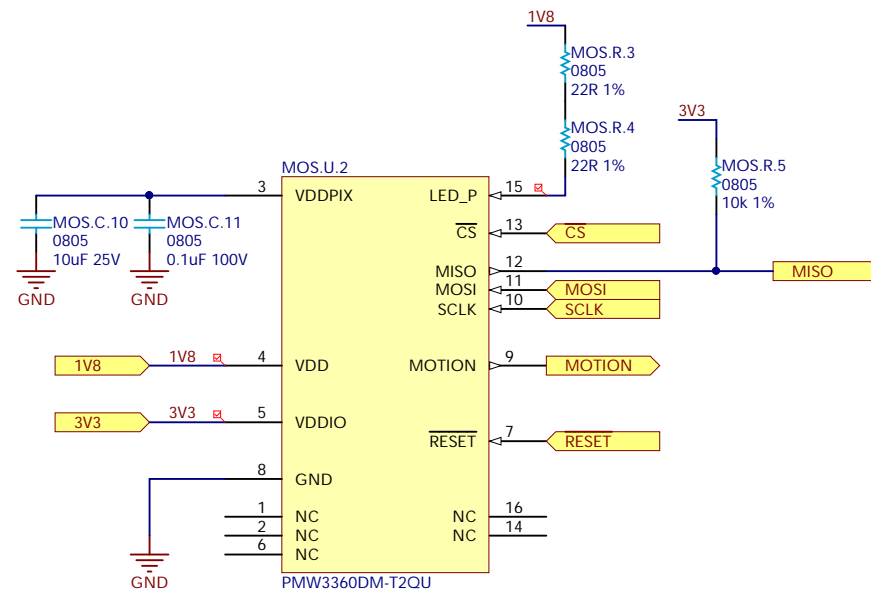 1V8
MOS.R.3
0805
22R 1%
MOS.R.4
0805
22R 1%
3V3
MOS.R.5
0805
10k 1%
MOS.U.2
3
VDDPIX
LED_P
15
MOS.C.10
0805
10uF 25V
MOS.C.11
0805
0.1uF 100V
GND
GND
CS
13
CS
MISO
12
MISO
MOSI
11
MOSI
SCLK
10
SCLK
1V8
1V8
4
VDD
MOTION
9
MOTION
3V3
3V3
5
VDDIO
RESET
7
RESET
8
GND
1
NC
2
NC
6
NC
NC
16
NC
14
GND
PMW3360DM-T2QU